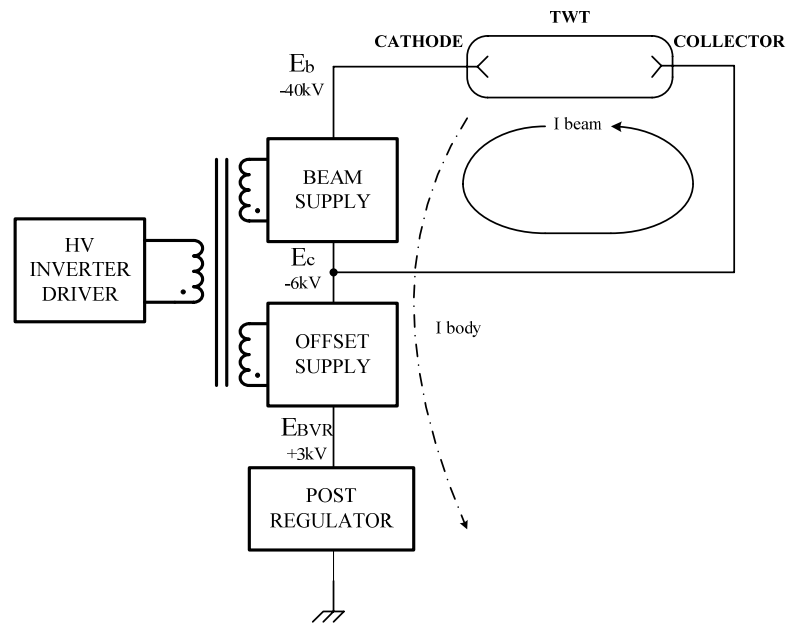 TWT
CATHODE
COLLECTOR
Eb
-40kV
I beam
BEAM
SUPPLY
HV
INVERTER
DRIVER
Ec
-6kV
I body
OFFSET
SUPPLY
EBVR
+3kV
POST
REGULATOR